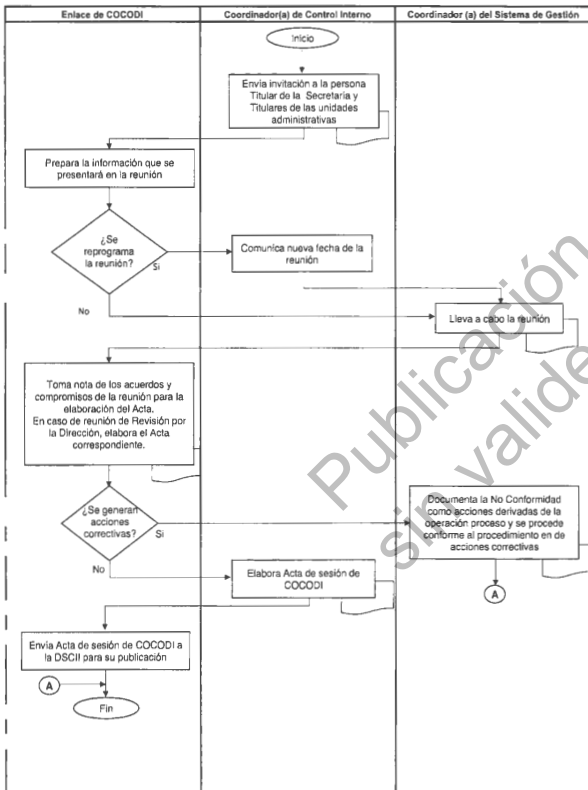 Enlace de COCODI
Coordinador(a) de Control Interno
Coordinador (a) del Sistema de Gestión
Inicio
Envía invitación a la persona
Titular de la Secretaría y
Titulares de las unidades
administrativas
Prepara la información que se
presentará en la reunión
¿Se
reprograma
la reunión?
Si
Comunica nueva fecha de la
reunión
No
Lleva a cabo la reunión
Toma nota de los acuerdos y
compromisos de la reunión para la
elaboración del Acta.
En caso de reunión de Revisión por
la Dirección, elabora el Acta
correspondiente.
¿Se generan
acciones
correctivas?
Si
Documenta la No Conformidad
como acciones derivadas de la
operación proceso y se procede
conforme al procedimiento en de
acciones correctivas
No
Elabora Acta de sesión de
COCODI
A
Envía Acta de sesión de COCODI a
la DSCII para su publicación
A
Fin
Publicación
sin valide